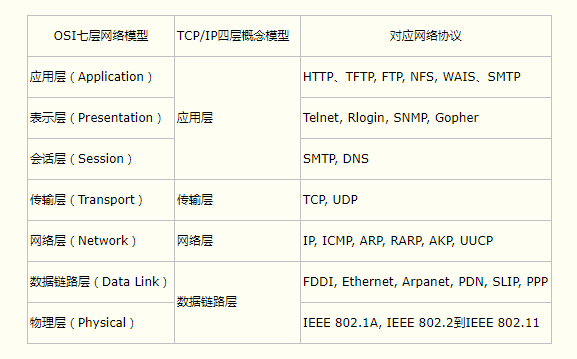 OSI七层网络模型 TCP/IP四层概念模型 对应网络协议
应用层（Application） HTTP、TFTP, FTP, NFS, WAIS、SMTP
表示层（Presentation） 应用层 Telnet, Rlogin, SNMP, Gopher
会话层（Session） SMTP, DNS
传输层（Transport） 传输层 TCP, UDP
网络层（Network） 网络层 IP, ICMP, ARP, RARP, AKP, UUCP
数据链路层（Data Link） 数据链路层 FDDI, Ethernet, Arpanet, PDN, SLIP, PPP
物理层（Physical） IEEE 802.1A, IEEE 802.2到IEEE 802.11